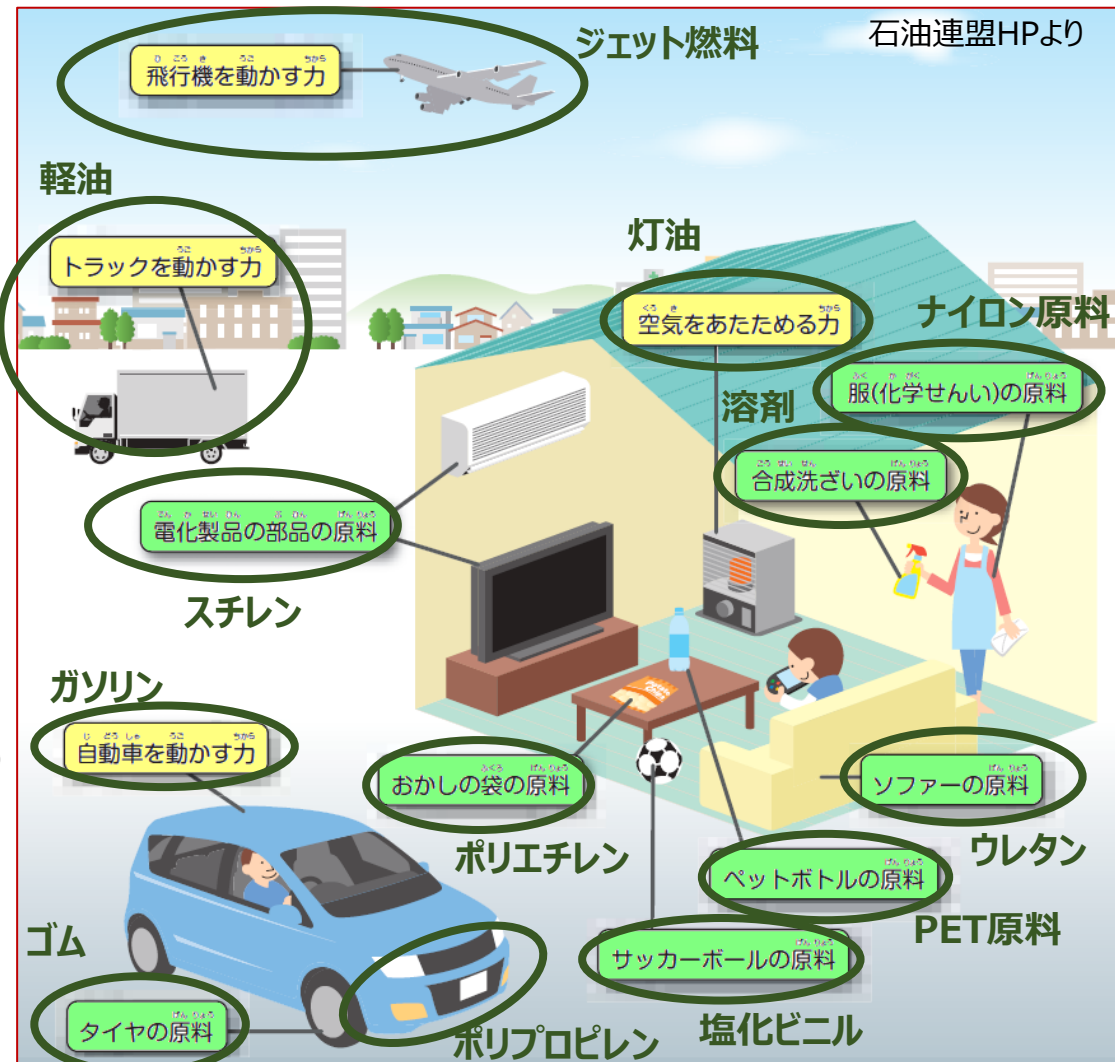 石油連盟HPより
ジェット燃料
飛行機を動かす力
軽油
トラックを動かす力
灯油
空気をあたためる力
ナイロン原料
服(化学せんい)の原料
溶剤
合成洗ざいの原料
電化製品の部品の原料
スチレン
ガソリン
自動車を動かす力
おかしの袋の原料
ポリエチレン
ソファーの原料
ウレタン
ペットボトルの原料
PET原料
サッカーボールの原料
塩化ビニル
ゴム
タイヤの原料
ポリプロピレン